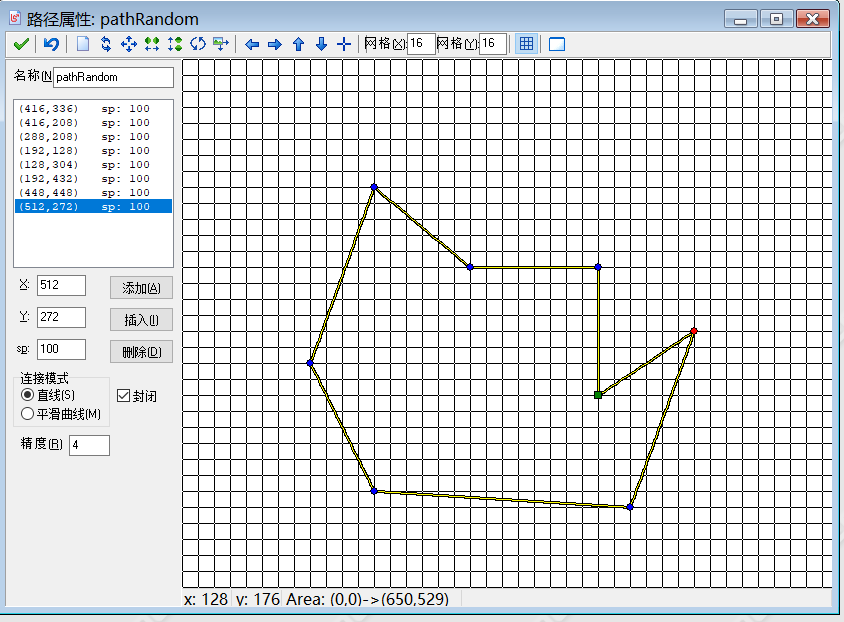 路径属性: pathRandom
网格(X): 16 网格(Y): 16
名称(N) pathRandom
(416,336) sp: 100
(416,208) sp: 100
(288,208) sp: 100
(192,128) sp: 100
(128,304) sp: 100
(192,432) sp: 100
(448,448) sp: 100
(512,272) sp: 100
X: 512 添加(A)
Y: 272 插入(I)
sp: 100 删除(D)
连接模式
直线(S) 封闭
平滑曲线(M)
精度(R) 4
x: 128 y: 176 Area: (0,0)->(650,529)